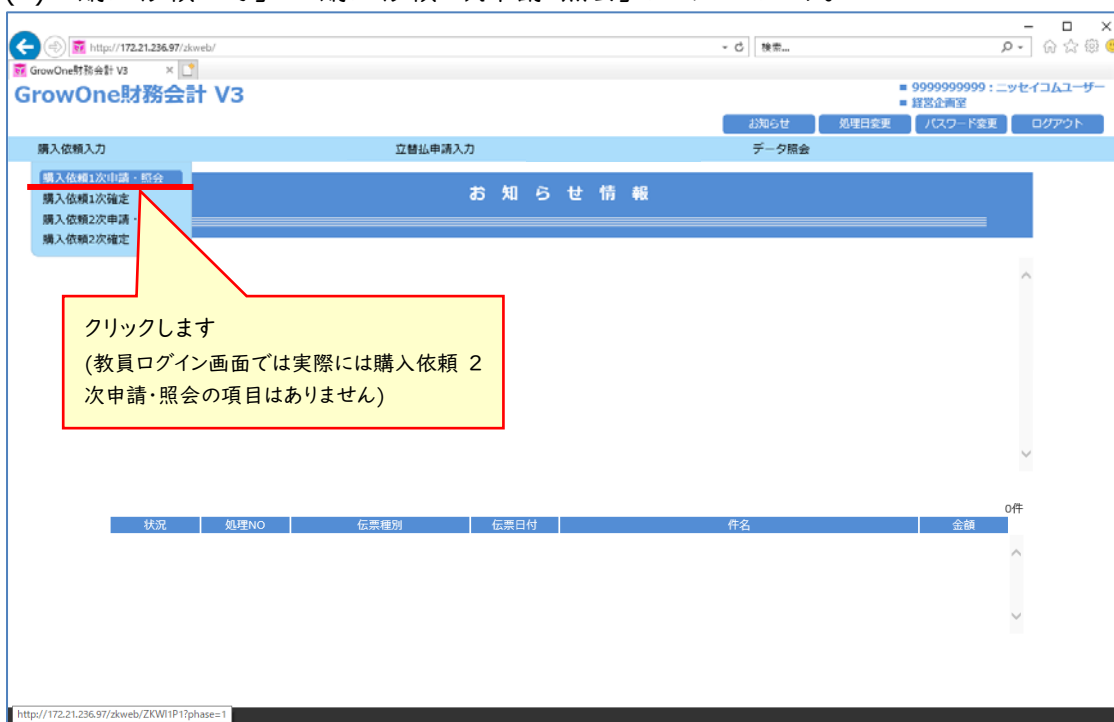 http://172.21.236.97/zkweb/
検索...
GrowOne財務会計 V3
GrowOne財務会計 V3
9999999999：ニッセイコムユーザー
経営企画室
お知らせ 処理日変更 パスワード変更 ログアウト
購入依頼入力 立替払申請入力 データ照会
購入依頼1次申請・照会
購入依頼1次確定
購入依頼2次申請・
購入依頼2次確定
お知らせ情報
クリックします
(教員ログイン画面では実際には購入依頼 2
次申請・照会の項目はありません)
0件
状況 処理NO 伝票種別 伝票日付 件名 金額
http://172.21.236.97/zkweb/ZKWI1P1?phase=1